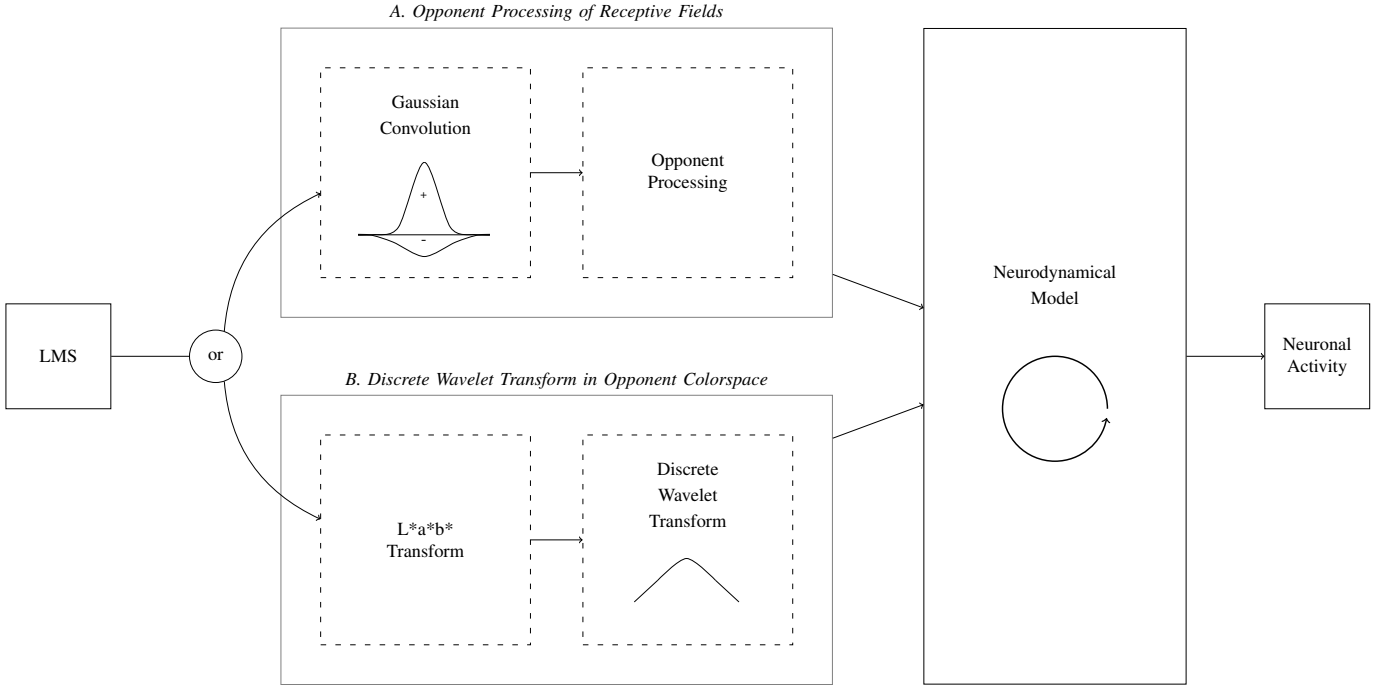 A. Opponent Processing of Receptive Fields
Gaussian
Convolution
+
-
Opponent
Processing
LMS
or
B. Discrete Wavelet Transform in Opponent Colorspace
L*a*b*
Transform
Discrete
Wavelet
Transform
Neurodynamical
Model
Neuronal
Activity